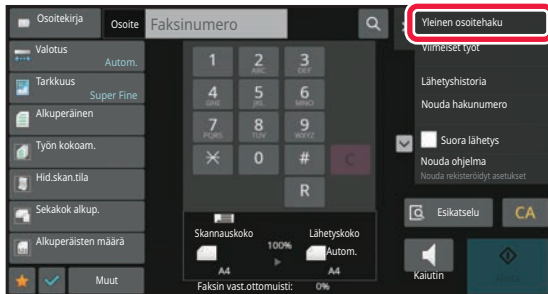 Osoitekirja
Osoite
Faksinumero
Valotus
Autom.
Tarkkuus
Super Fine
Alkuperäinen
Työn kokoam.
Hid.skan.tila
Sekakok alkup.
Alkuperäisten määrä
Muut
1
2
ABC
3
DEF
4
GHI
5
JKL
6
MNO
7
PQRS
8
TUV
9
WXYZ
0
#
C
R
Skannauskoko
100%
Lähetyskoko
Autom.
A4
A4
Faksin vast.ottomuisti: 0%
Yleinen osoitehaku
Viimeiset työt
Lähetyshistoria
Nouda hakunumero
Suora lähetys
Nouda ohjelma
Nouda rekisteröidyt asetukset
Esikatselu
CA
Kaiutin